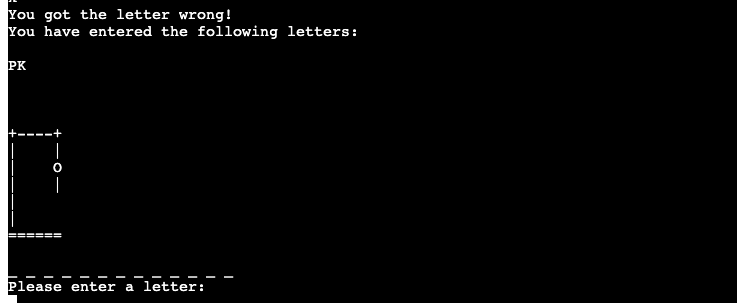 You got the letter wrong!
You have entered the following letters:
PK
+----+
|    |
|    O
|    |
|
|
======
_ _ _ _ _ _ _ _ _ _ _ _ _
Please enter a letter: